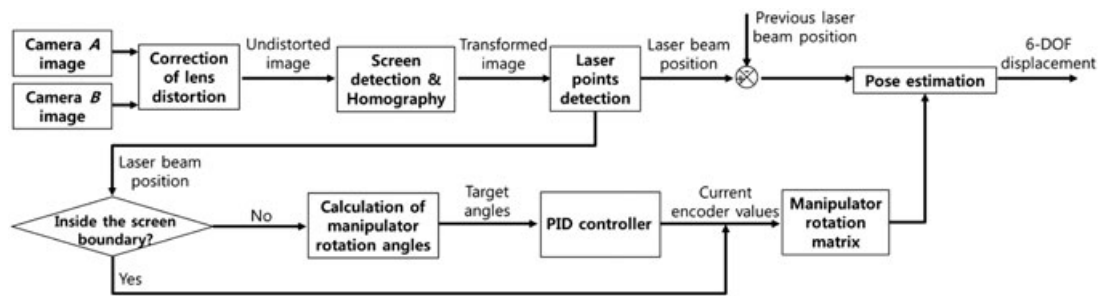 Camera A
image
Camera B
image
Correction
of lens
distortion
Undistorted
image
Screen
detection &
Homography
Transformed
image
Laser
points
detection
Laser beam
position
Previous laser
beam position
Pose estimation
6-DOF
displacement
Laser beam
position
Inside the screen
boundary?
No
Yes
Calculation of
manipulator
rotation angles
Target
angles
PID controller
Current
encoder values
Manipulator
rotation
matrix